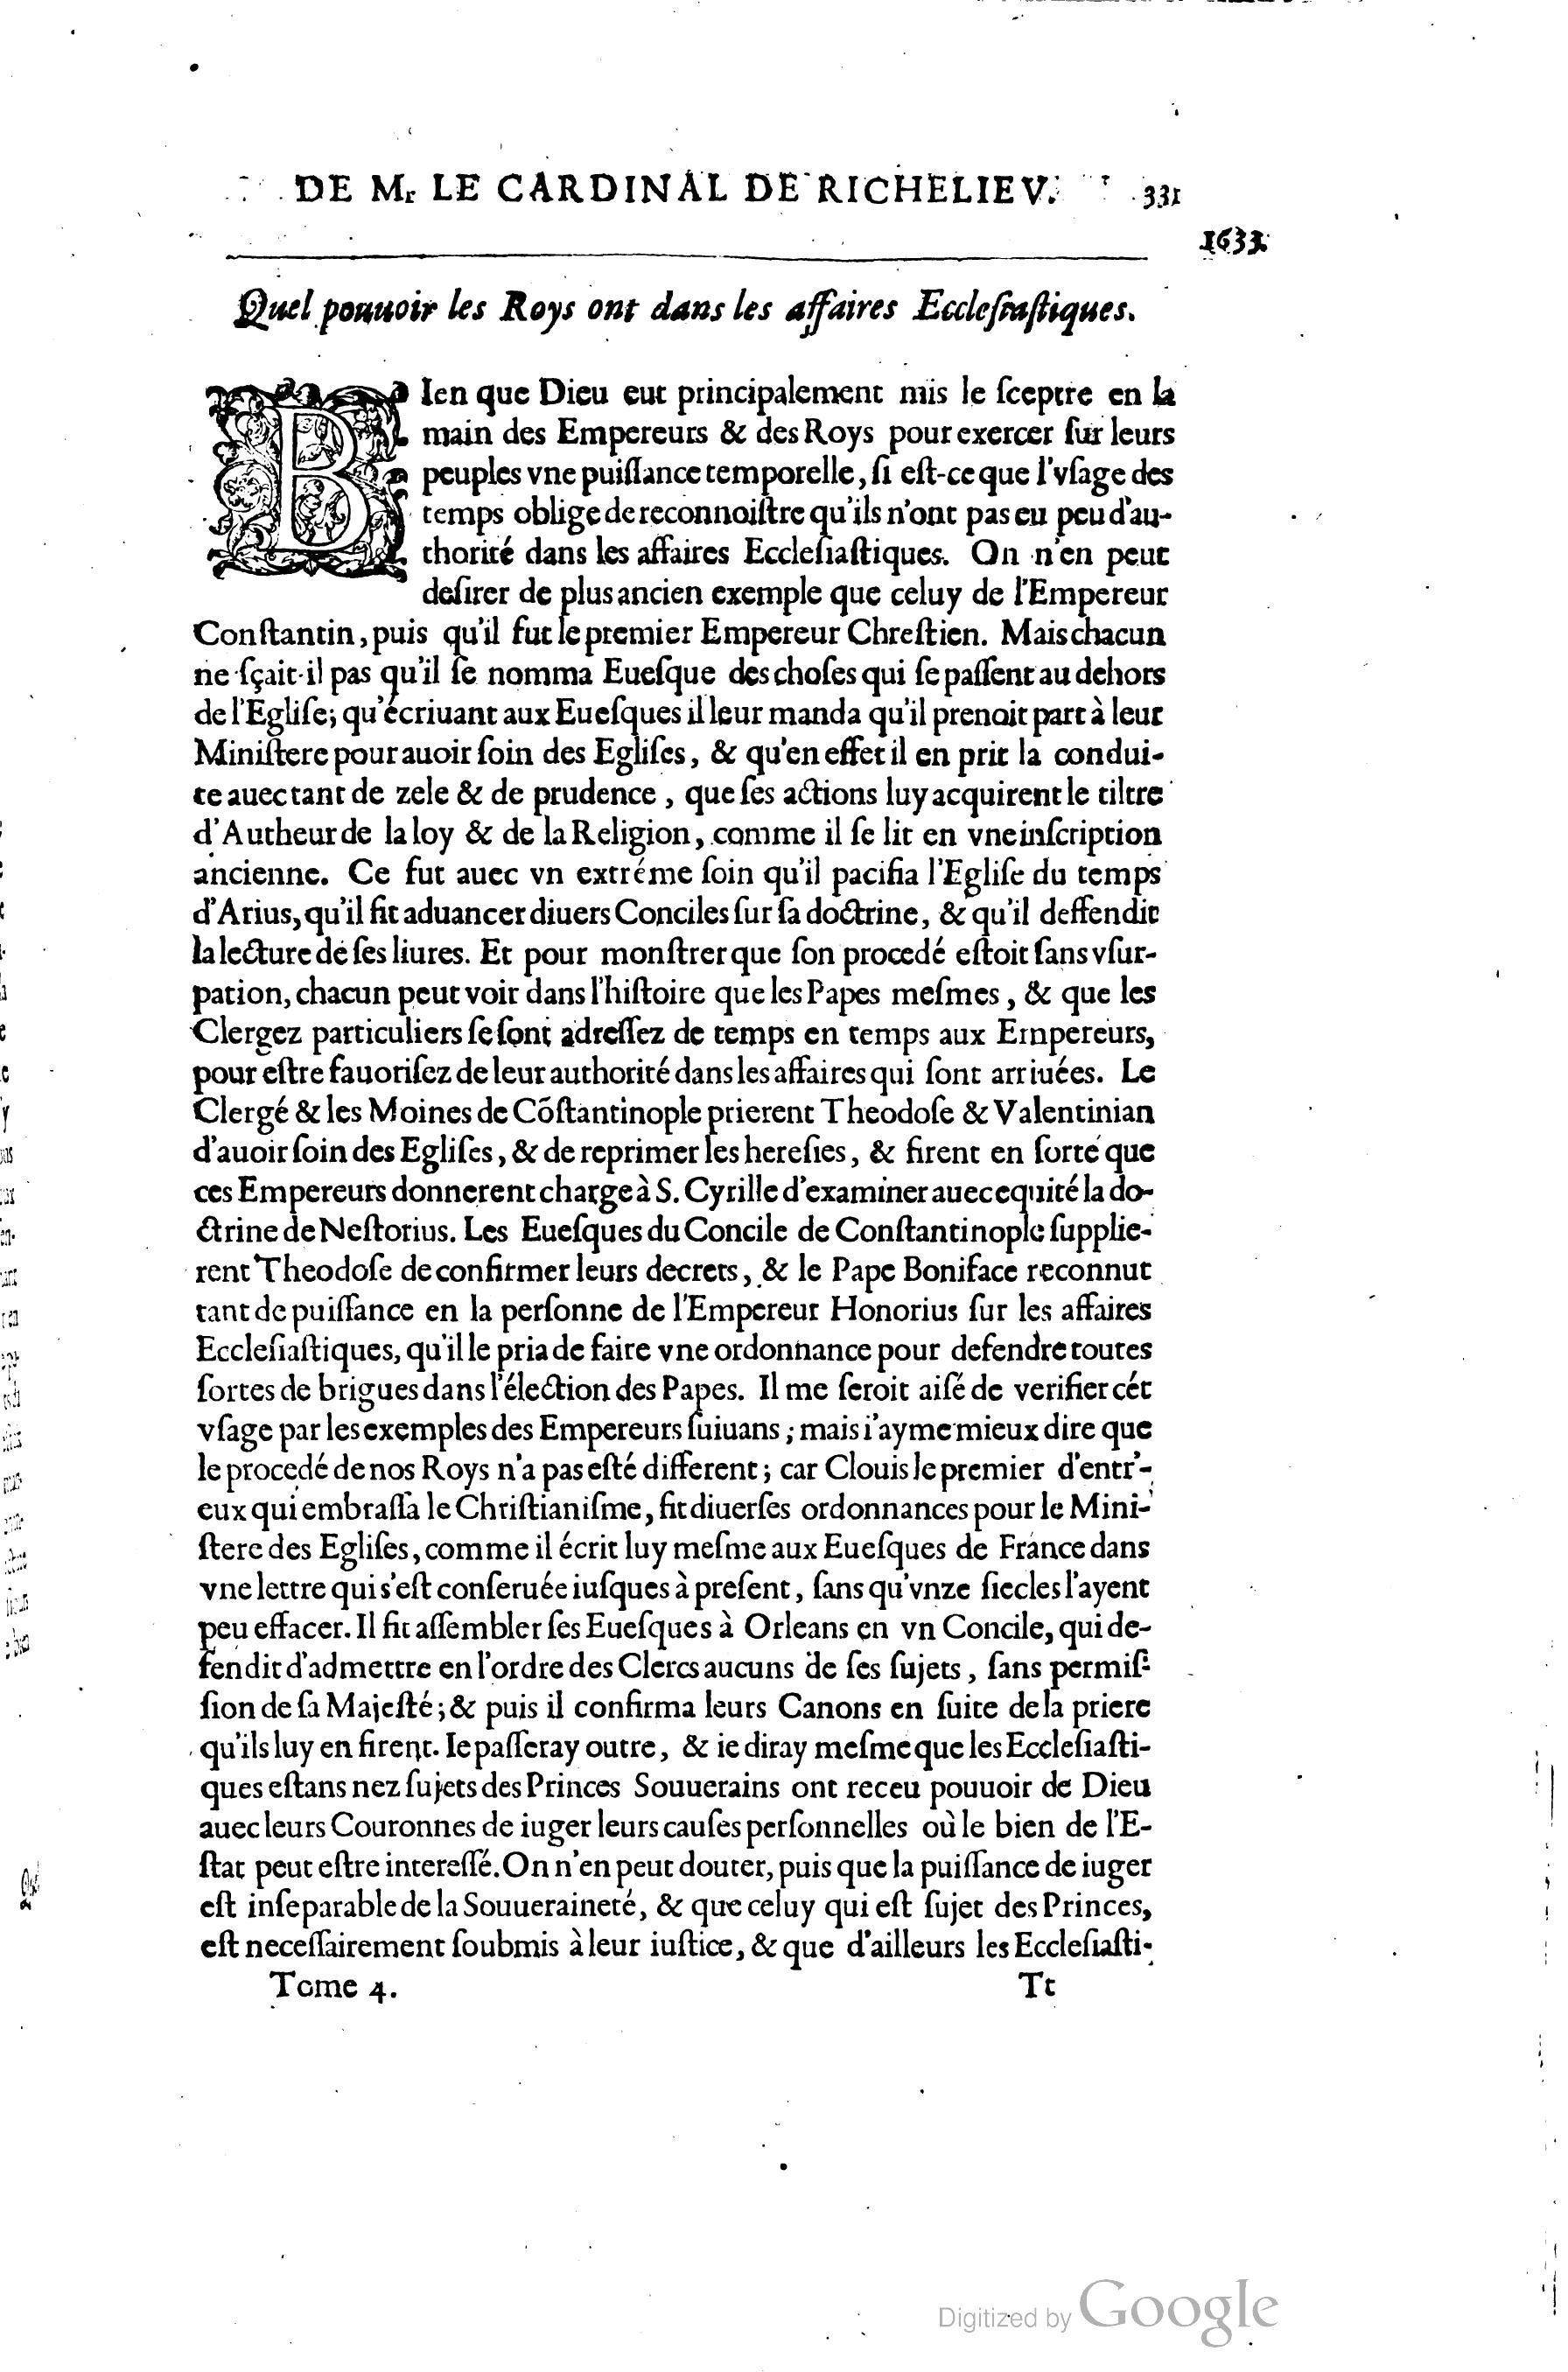 DE Mr LE CARDINAL DE RICHELIEV. 331
1633.
Quel pouuoir les Roys ont dans les affaires Eccleſiaſtiques.
BIen que Dieu eut principalement mis le ſceptre en la
main des Empereurs & des Roys pour exercer ſur leurs
peuples vne puiſſance temporelle, ſi eſt-ce que l'vſage des
temps oblige de reconnoiſtre qu'ils n'ont pas eu peu d'au-
thorité dans les affaires Eccleſiaſtiques. On n'en peut
deſirer de plus ancien exemple que celuy de l'Empereur
Conſtantin, puis qu'il fut le premier Empereur Chreſtien. Mais chacun
ne ſçait-il pas qu'il ſe nomma Eueſque des choſes qui ſe paſſent au dehors
de l'Egliſe; qu'écriuant aux Eueſques il leur manda qu'il prenoit part à leur
Miniſtere pour auoir ſoin des Egliſes, & qu'en effet il en prit la condui-
te auec tant de zele & de prudence, que ſes actions luy acquirent le tiltre
d'Autheur de la loy & de la Religion, comme il ſe lit en vne inſcription
ancienne. Ce fut auec vn extréme ſoin qu'il pacifia l'Egliſe du temps
d'Arius, qu'il fit aduancer diuers Conciles ſur ſa doctrine, & qu'il deffendit
la lecture de ſes liures. Et pour monſtrer que ſon procedé eſtoit ſans vſur-
pation, chacun peut voir dans l'hiſtoire que les Papes meſmes, & que les
Clergez particuliers ſe ſont adreſſez de temps en temps aux Empereurs,
pour eſtre fauoriſez de leur authorité dans les affaires qui ſont arriuées. Le
Clergé & les Moines de Cõſtantinople prierent Theodoſe & Valentinian
d'auoir ſoin des Egliſes, & de reprimer les hereſies, & firent en ſorte que
ces Empereurs donnerent charge à S. Cyrille d'examiner auec equité la do-
ctrine de Neſtorius. Les Eueſques du Concile de Conſtantinople ſupplie-
rent Theodoſe de confirmer leurs decrets, & le Pape Boniface reconnut
tant de puiſſance en la perſonne de l'Empereur Honorius ſur les affaires
Eccleſiaſtiques, qu'il le pria de faire vne ordonnance pour defendre toutes
ſortes de brigues dans l'élection des Papes. Il me ſeroit aiſé de verifier cét
vſage par les exemples des Empereurs ſuiuans; mais i'ayme mieux dire que
le procedé de nos Roys n'a pas eſté different; car Clouis le premier d'entr'-
eux qui embraſſa le Chriſtianiſme, fit diuerſes ordonnances pour le Mini-
ſtere des Egliſes, comme il écrit luy meſme aux Eueſques de France dans
vne lettre qui s'eſt conſeruée iuſques à preſent, ſans qu'vnze ſiecles l'ayent
peu effacer. Il fit aſſembler ſes Eueſques à Orleans en vn Concile, qui de-
fendit d'admettre en l'ordre des Clercs aucuns de ſes ſujets, ſans permiſ-
ſion de ſa Majeſté; & puis il confirma leurs Canons en ſuite de la priere
qu'ils luy en firent. Ie paſſeray outre, & ie diray meſme que les Eccleſiaſti-
ques eſtans nez ſujets des Princes Souuerains ont receu pouuoir de Dieu
auec leurs Couronnes de iuger leurs cauſes perſonnelles où le bien de l'E-
ſtat peut eſtre intereſſé. On n'en peut douter, puis que la puiſſance de iuger
eſt inſeparable de la Souueraineté, & que celuy qui eſt ſujet des Princes,
eſt neceſſairement ſoubmis à leur iuſtice, & que d'ailleurs les Eccleſiaſti-
Tome 4. Tt
Digitized by Google